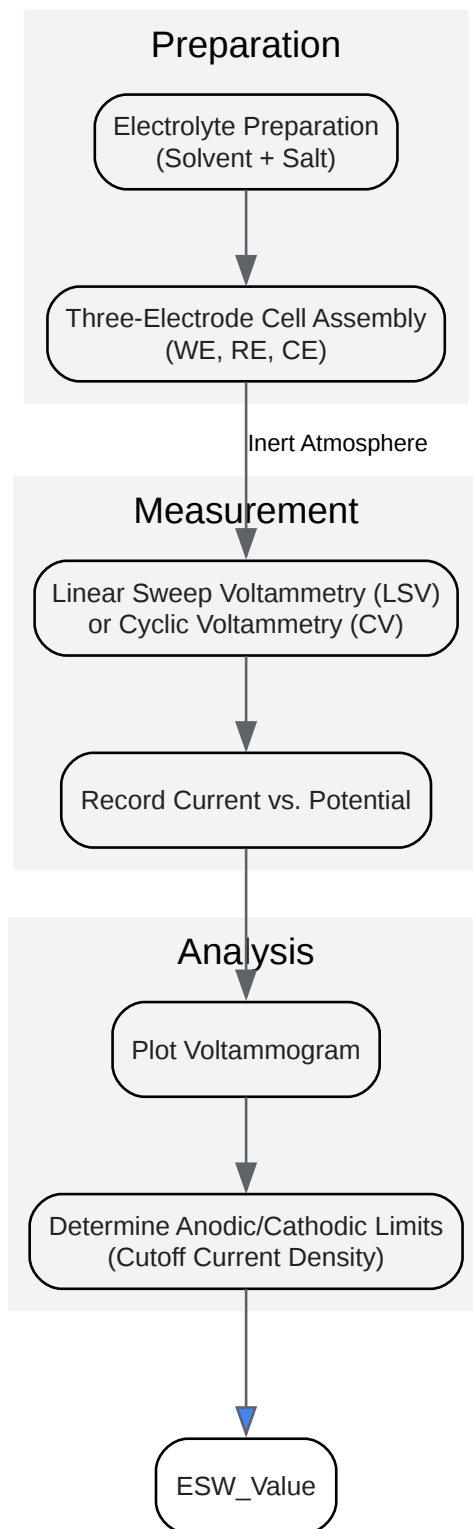 Preparation
Electrolyte Preparation
(Solvent + Salt)
Three-Electrode Cell Assembly
(WE, RE, CE)
Inert Atmosphere
Measurement
Linear Sweep Voltammetry (LSV)
or Cyclic Voltammetry (CV)
Record Current vs. Potential
Analysis
Plot Voltammogram
Determine Anodic/Cathodic Limits
(Cutoff Current Density)
ESW_Value